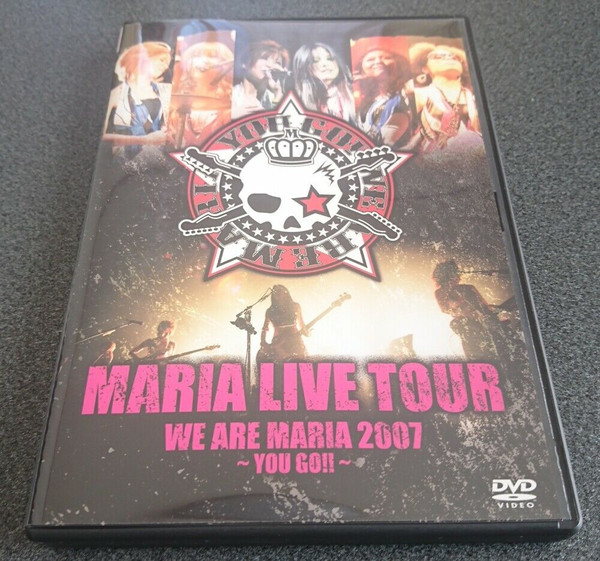 M
MARIA LIVE TOUR
WE ARE MARIA 2007
~ YOU GO!! ~
DVD
VIDEO